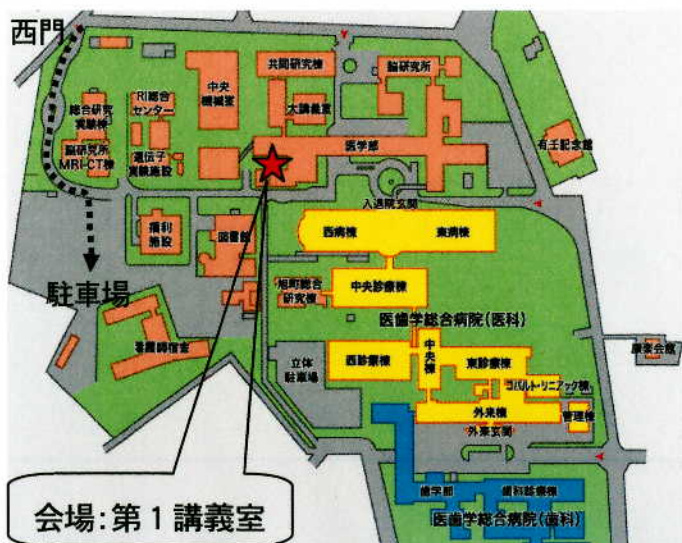 西門
共同研究棟
脳研究所
中央
機械室
RI総合
センター
総合研究
実験棟
大講義室
医学部
有壬記念館
脳研究所
MRI-CT棟
遺伝子
実験施設
入退院玄関
福利
施設
図書館
西病棟
東病棟
駐車場
旭町総合
研究棟
中央診療棟
医歯学総合病院(医科)
看護師宿舎
立体
駐車場
西診療棟
中央棟
東診療棟
コバルト・リニアック棟
外来棟
管理棟
外来玄関
歯学部
歯科診療棟
医歯学総合病院(歯科)
会場:第1講義室